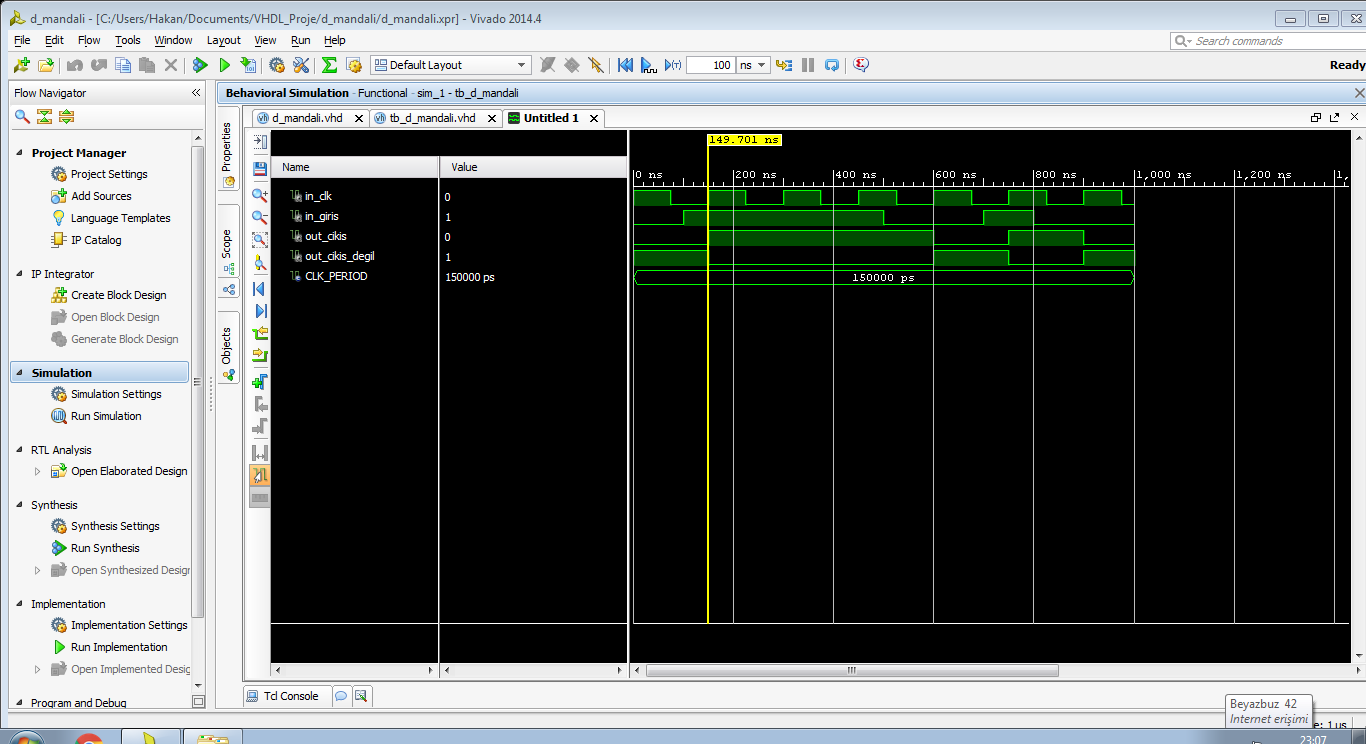 d_mandali - [C:/Users/Hakan/Documents/VHDL_Proje/d_mandali/d_mandali.xpr] - Vivado 2014.4
File Edit Flow Tools Window Layout View Run Help
Search commands
Default Layout
100 ns
Ready
Flow Navigator
Behavioral Simulation - Functional - sim_1 - tb_d_mandali
d_mandali.vhd
tb_d_mandali.vhd
Untitled 1
Project Manager
Project Settings
Add Sources
Language Templates
IP Catalog
IP Integrator
Create Block Design
Open Block Design
Generate Block Design
Simulation
Simulation Settings
Run Simulation
RTL Analysis
Open Elaborated Design
Synthesis
Synthesis Settings
Run Synthesis
Open Synthesized Design
Implementation
Implementation Settings
Run Implementation
Open Implemented Desig
Program and Debug
Properties
Scope
Objects
Name Value
in_clk 0
in_giris 1
out_cikis 0
out_cikis_degil 1
CLK_PERIOD 150000 ps
149.701 ns
0 ns 200 ns 400 ns 600 ns 800 ns 1,000 ns 1,200 ns 1,
150000 ps
Tcl Console
Beyazbuz 42
Internet erişimi
e: 1 us
23:07